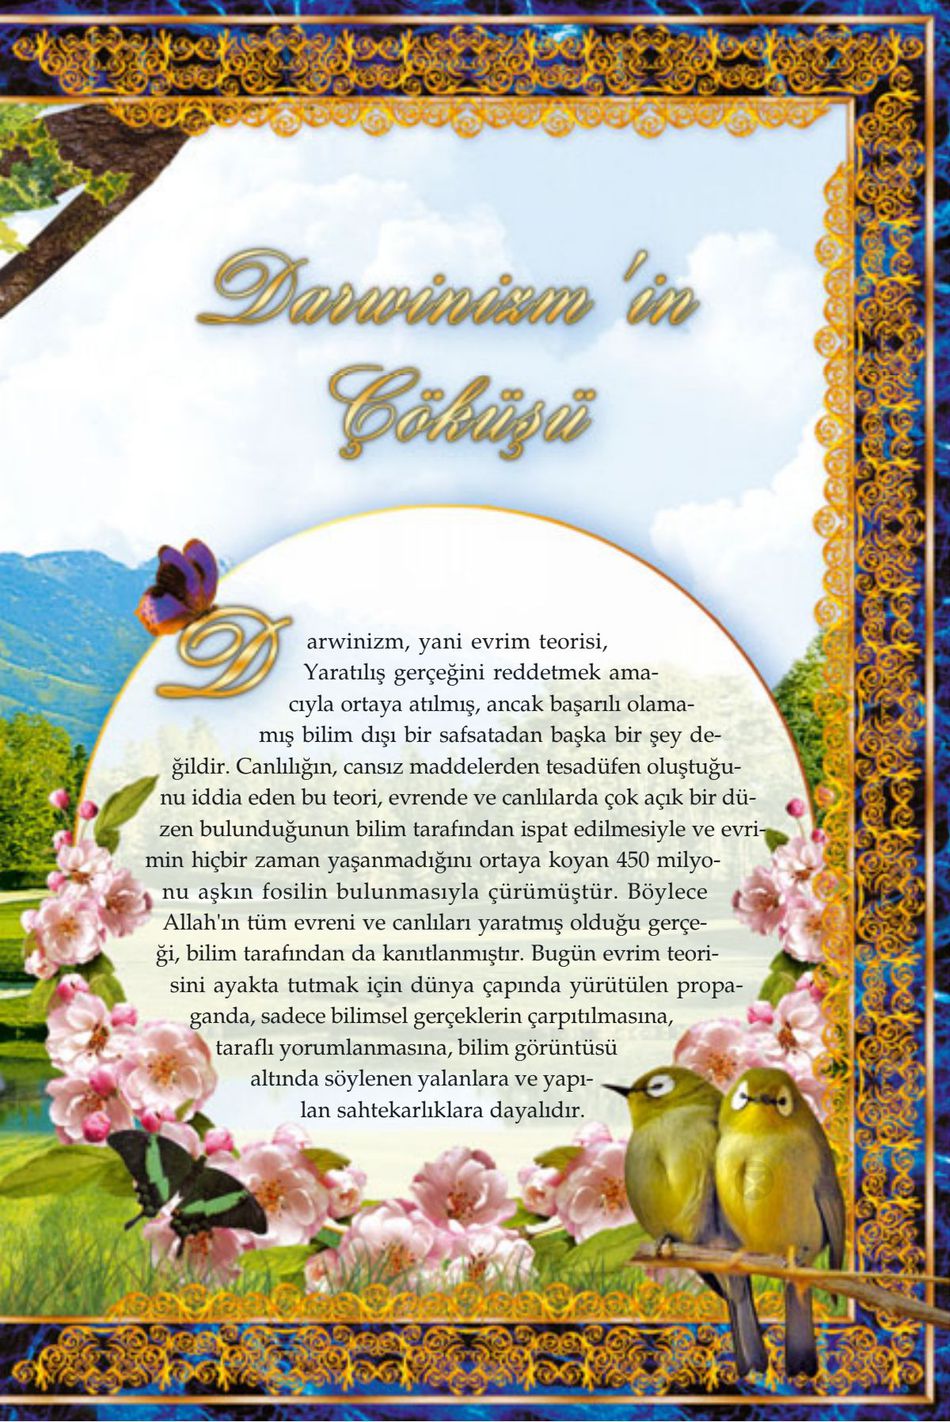 Darwinizm'in
Çöküşü
Darwinizm, yani evrim teorisi,
Yaratılış gerçeğini reddetmek ama-
cıyla ortaya atılmış, ancak başarılı olama-
mış bilim dışı bir safsatadan başka bir şey de-
ğildir. Canlılığın, cansız maddelerden tesadüfen oluştuğu-
nu iddia eden bu teori, evrende ve canlılarda çok açık bir dü-
zen bulunduğunun bilim tarafından ispat edilmesiyle ve evri-
min hiçbir zaman yaşanmadığını ortaya koyan 450 milyo-
nu aşkın fosilin bulunmasıyla çürümüştür. Böylece
Allah'ın tüm evreni ve canlıları yaratmış olduğu gerçe-
ği, bilim tarafından da kanıtlanmıştır. Bugün evrim teori-
sini ayakta tutmak için dünya çapında yürütülen propa-
ganda, sadece bilimsel gerçeklerin çarpıtılmasına,
taraflı yorumlanmasına, bilim görüntüsü
altında söylenen yalanlara ve yapı-
lan sahtekarlıklara dayalıdır.